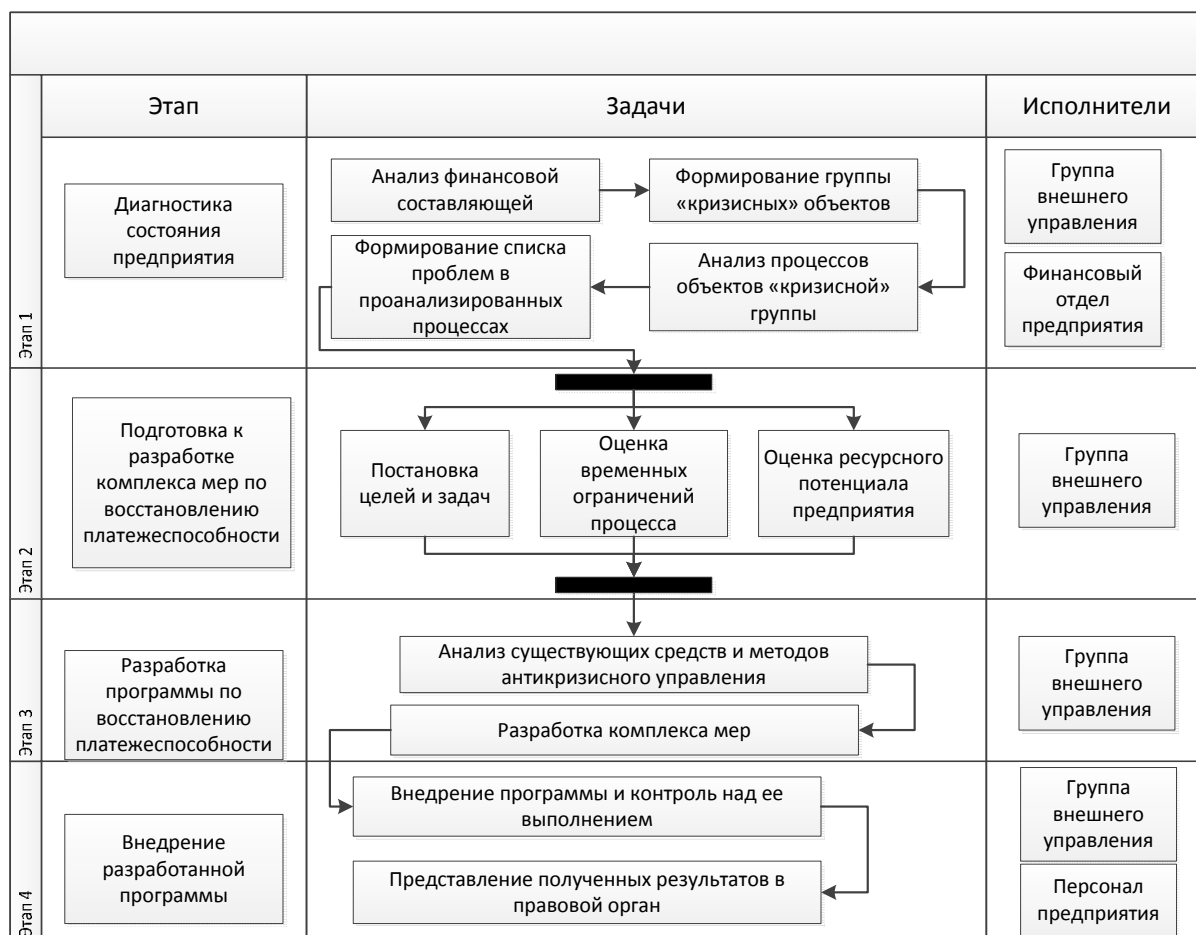 Этап
Задачи
Исполнители
Этап 1
Диагностика
состояния
предприятия
Анализ финансовой
составляющей
Формирование группы
«кризисных» объектов
Формирование списка
проблем в
проанализированных
процессах
Анализ процессов
объектов «кризисной»
группы
Группа
внешнего
управления
Финансовый
отдел
предприятия
Этап 2
Подготовка к
разработке
комплекса мер по
восстановлению
платежеспособности
Постановка
целей и задач
Оценка
временных
ограничений
процесса
Оценка ресурсного
потенциала
предприятия
Группа
внешнего
управления
Этап 3
Разработка
программы по
восстановлению
платежеспособности
Анализ существующих средств и методов
антикризисного управления
Разработка комплекса мер
Группа
внешнего
управления
Этап 4
Внедрение
разработанной
программы
Внедрение программы и контроль над ее
выполнением
Представление полученных результатов в
правовой орган
Группа
внешнего
управления
Персонал
предприятия